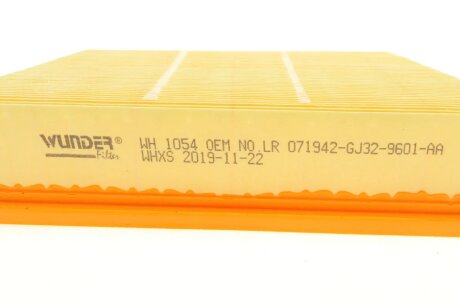 WUNDER®
Filter
WH 1054 OEM NO.LR 071942-GJ32-9601-AA
WHXS 2019-11-22